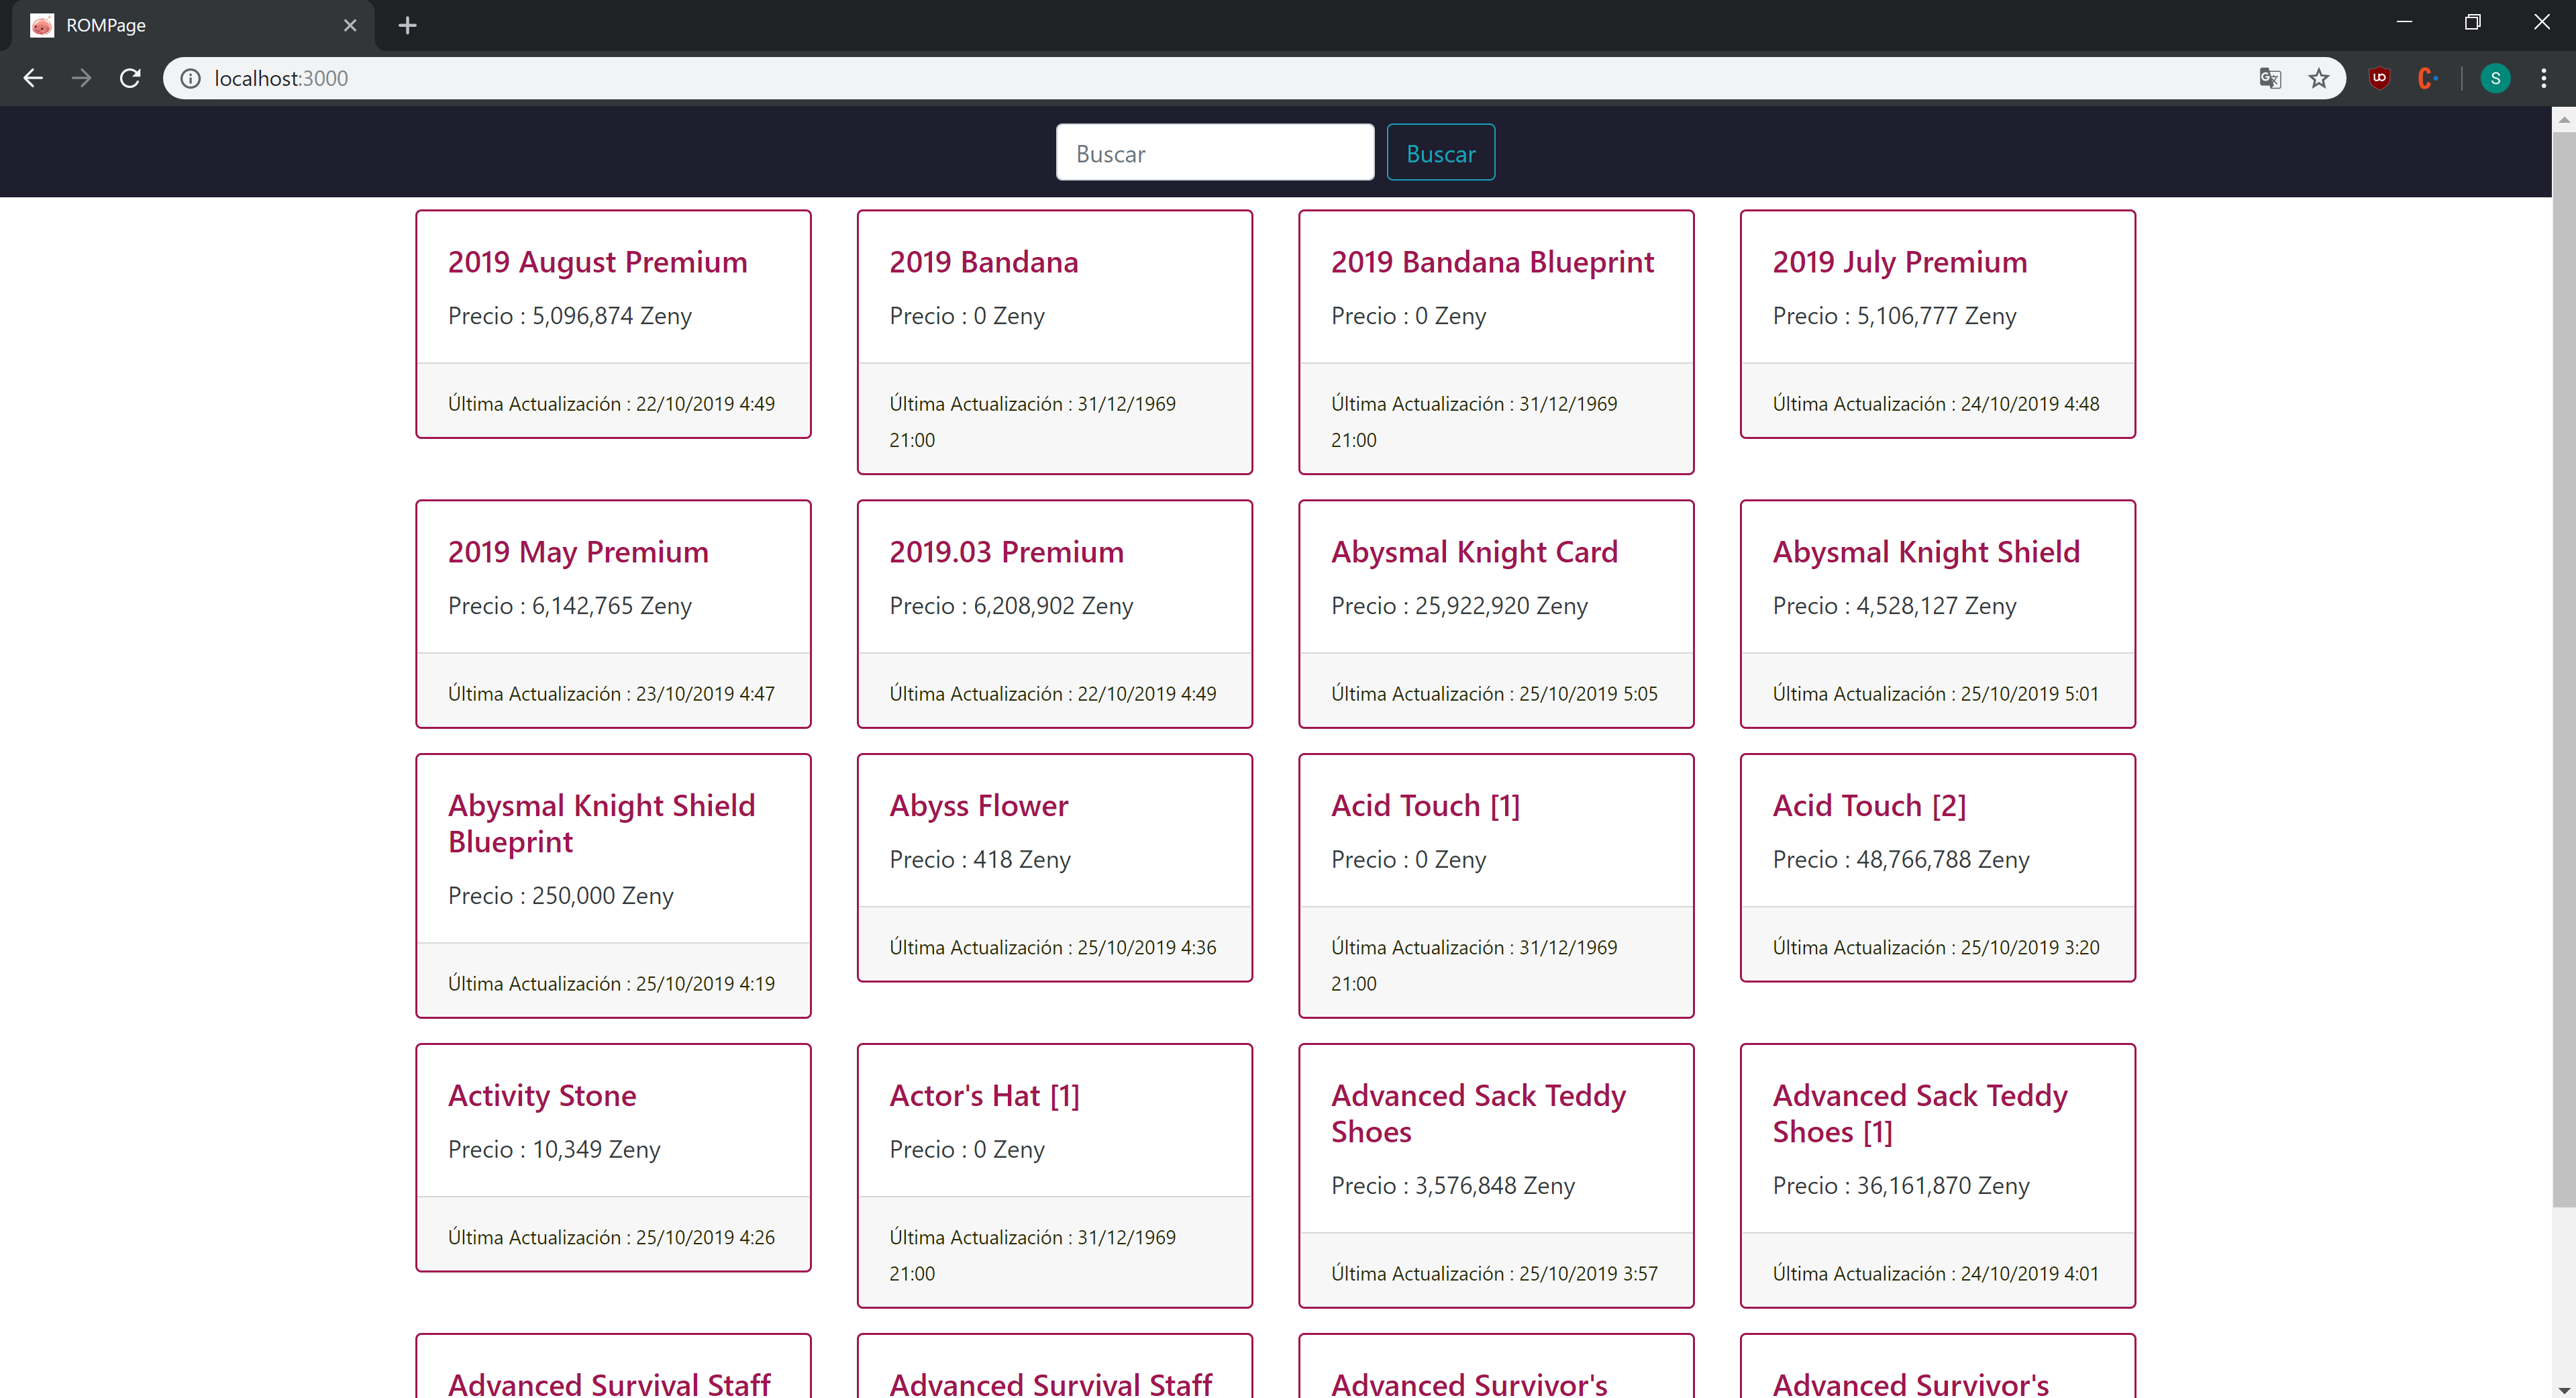 ROMPage
localhost:3000
S
Buscar
Buscar
2019 August Premium
Precio : 5,096,874 Zeny
Última Actualización : 22/10/2019 4:49
2019 Bandana
Precio : 0 Zeny
Última Actualización : 31/12/1969
21:00
2019 Bandana Blueprint
Precio : 0 Zeny
Última Actualización : 31/12/1969
21:00
2019 July Premium
Precio : 5,106,777 Zeny
Última Actualización : 24/10/2019 4:48
2019 May Premium
Precio : 6,142,765 Zeny
Última Actualización : 23/10/2019 4:47
2019.03 Premium
Precio : 6,208,902 Zeny
Última Actualización : 22/10/2019 4:49
Abysmal Knight Card
Precio : 25,922,920 Zeny
Última Actualización : 25/10/2019 5:05
Abysmal Knight Shield
Precio : 4,528,127 Zeny
Última Actualización : 25/10/2019 5:01
Abysmal Knight Shield
Blueprint
Precio : 250,000 Zeny
Última Actualización : 25/10/2019 4:19
Abyss Flower
Precio : 418 Zeny
Última Actualización : 25/10/2019 4:36
Acid Touch [1]
Precio : 0 Zeny
Última Actualización : 31/12/1969
21:00
Acid Touch [2]
Precio : 48,766,788 Zeny
Última Actualización : 25/10/2019 3:20
Activity Stone
Precio : 10,349 Zeny
Última Actualización : 25/10/2019 4:26
Actor's Hat [1]
Precio : 0 Zeny
Última Actualización : 31/12/1969
21:00
Advanced Sack Teddy
Shoes
Precio : 3,576,848 Zeny
Última Actualización : 25/10/2019 3:57
Advanced Sack Teddy
Shoes [1]
Precio : 36,161,870 Zeny
Última Actualización : 24/10/2019 4:01
Advanced Survival Staff
Advanced Survival Staff
Advanced Survivor's
Advanced Survivor's